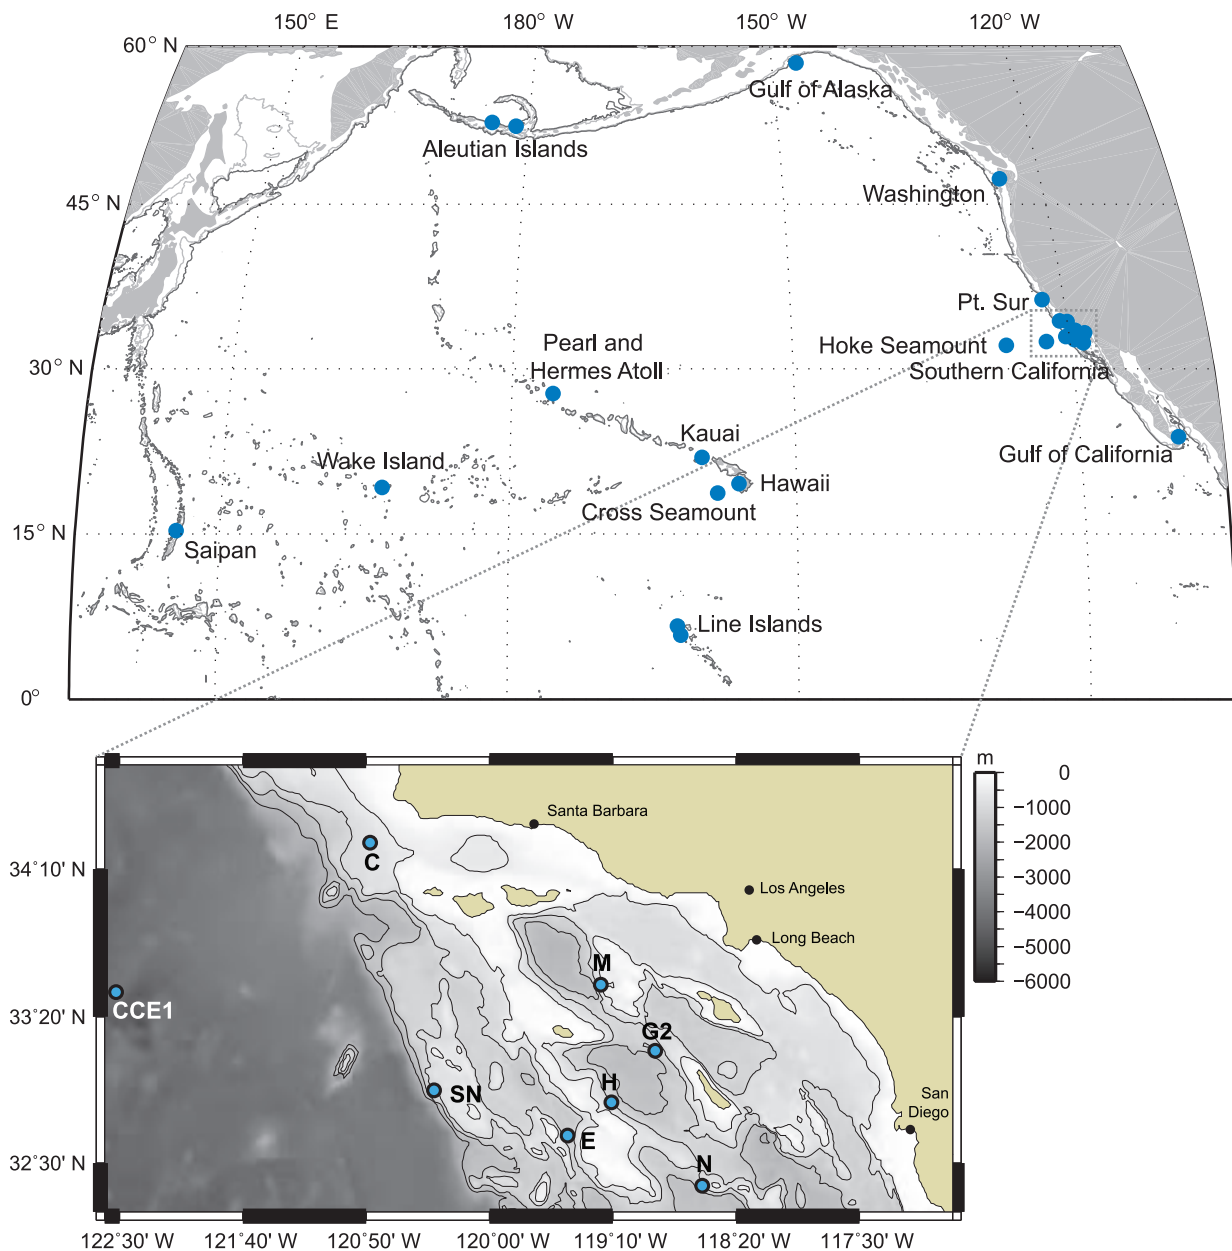 150° E
180° W
150° W
120° W
60° N
Gulf of Alaska
Aleutian Islands
Washington
45° N
Pt. Sur
Hoke Seamount
Pearl and
Hermes Atoll
30° N
Southern California
Kauai
Wake Island
Gulf of California
Hawaii
Cross Seamount
15° N
Saipan
Line Islands
0°
m
0
−1000
−2000
−3000
−4000
−5000
−6000
Santa Barbara
34°10' N
C
Los Angeles
Long Beach
M
CCE1
33°20' N
G2
H
SN
San
Diego
E
32°30' N
N
122°30' W
121°40' W
120°50' W
120°00' W
119°10' W
118°20' W
117°30' W